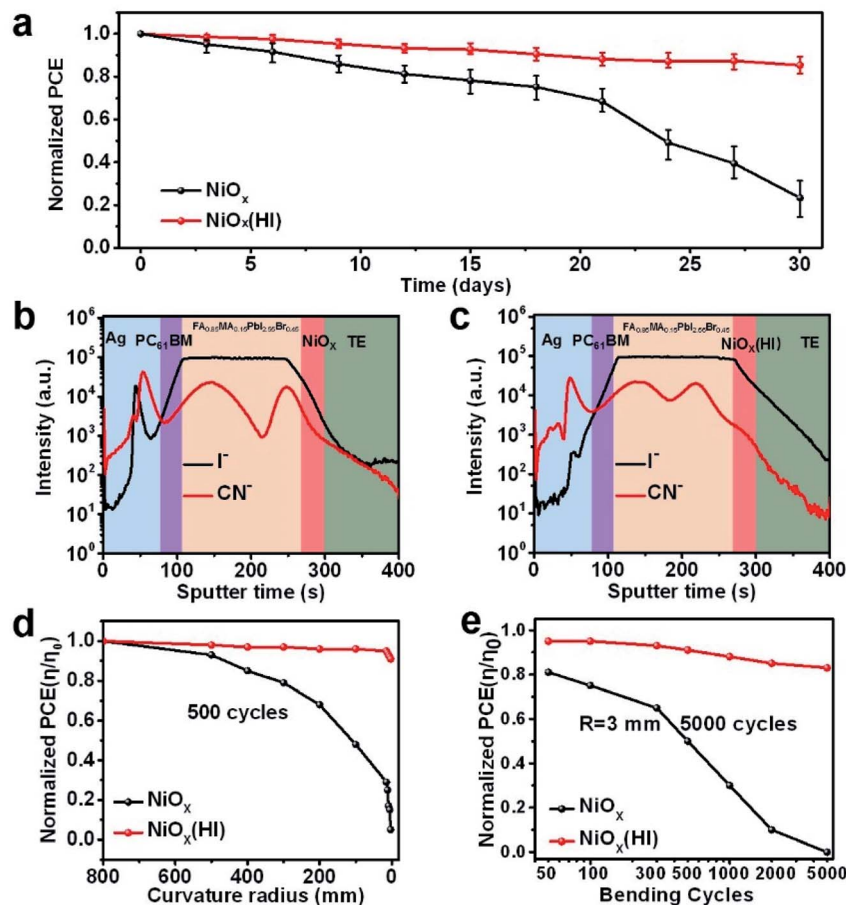 a
Normalized PCE
1.0
0.8
0.6
0.4
0.2
0.0
NiOₓ
NiOₓ(HI)
0 5 10 15 20 25 30
Time (days)
b
Intensity (a.u.)
10⁶
10⁵
10⁴
10³
10²
10¹
10⁰
Ag PC₆₁BM FA₀.₈₅MA₀.₁₅PbI₂.₅₅Br₀.₄₅ NiOₓ TE
I⁻
CN⁻
0 100 200 300 400
Sputter time (s)
c
Intensity (a.u.)
10⁶
10⁵
10⁴
10³
10²
10¹
10⁰
Ag PC₆₁BM FA₀.₈₅MA₀.₁₅PbI₂.₅₅Br₀.₄₅ NiOₓ(HI) TE
I⁻
CN⁻
0 100 200 300 400
Sputter time (s)
d
Normalized PCE(η/η₀)
1.0
0.8
0.6
0.4
0.2
0.0
500 cycles
NiOₓ
NiOₓ(HI)
800 600 400 200 0
Curvature radius (mm)
e
Normalized PCE(η/η₀)
1.0
0.8
0.6
0.4
0.2
0.0
R=3 mm 5000 cycles
NiOₓ
NiOₓ(HI)
50 100 300 500 1000 2000 5000
Bending Cycles